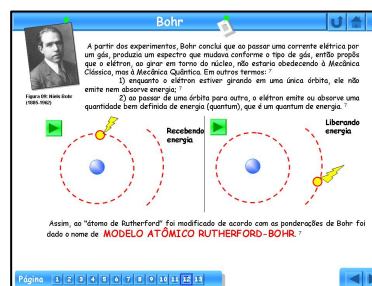 Bohr
A partir dos experimentos, Bohr conclui que ao passar uma corrente elétrica por
um gás, produzia um espectro que mudava conforme o tipo de gás, então propôs
que o elétron, ao girar em torno do núcleo, não estaria obedecendo à Mecânica
Clássica, mas à Mecânica Quântica. Em outros termos: 7
1) enquanto o elétron estiver girando em uma única órbita, ele não
emite nem absorve energia; 7
2) ao passar de uma órbita para outra, o elétron emite ou absorve uma
quantidade bem definida de energia (quantum), que é um quantum de energia. 7
Figura 09: Niels Bohr
(1885-1962)
Recebendo
energia
Liberando
energia
Assim, ao "átomo de Rutherford" foi modificado de acordo com as ponderações de Bohr foi
dado o nome de MODELO ATÔMICO RUTHERFORD-BOHR. 7
Página 1 2 3 4 5 6 7 8 9 10 11 12 13